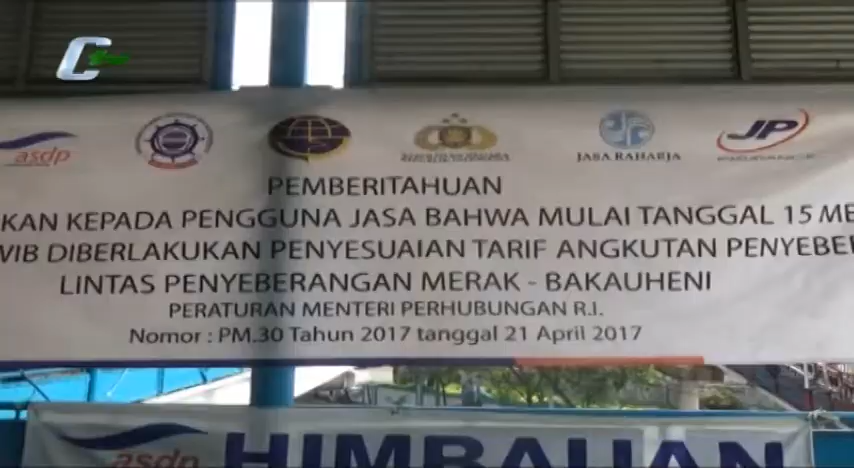 asdp
JASA RAHARJA
JP
PEMBERITAHUAN
KAN KEPADA PENGGUNA JASA BAHWA MULAI TANGGAL 15 ME
WIB DIBERLAKUKAN PENYESUAIAN TARIF ANGKUTAN PENYEBE
LINTAS PENYEBERANGAN MERAK - BAKAUHENI
PERATURAN MENTERI PERHUBUNGAN R.I.
Nomor : PM.30 Tahun 2017 tanggal 21 April 2017
asdp
HIMBAUAN